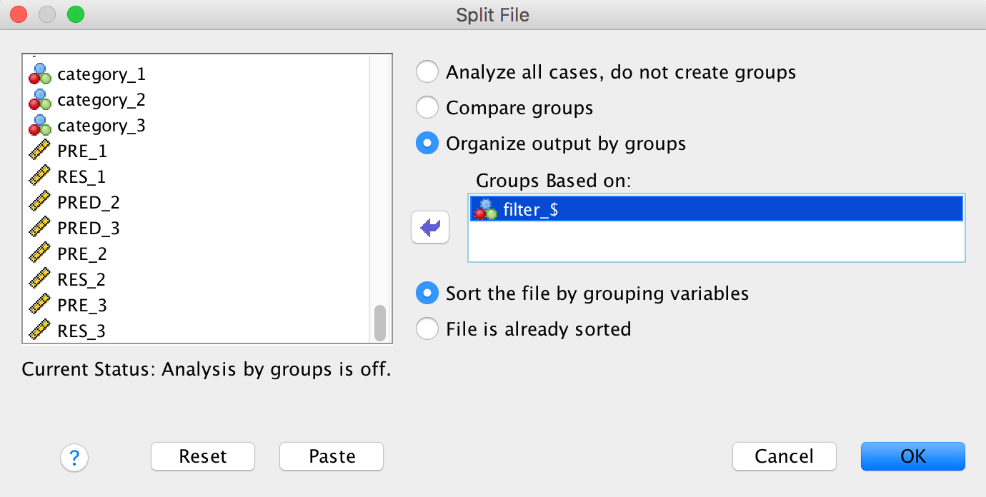 Split File
category_1
category_2
category_3
PRE_1
RES_1
PRED_2
PRED_3
PRE_2
RES_2
PRE_3
RES_3
Current Status: Analysis by groups is off.
Analyze all cases, do not create groups
Compare groups
Organize output by groups
Groups Based on:
filter_$
Sort the file by grouping variables
File is already sorted
?
Reset
Paste
Cancel
OK